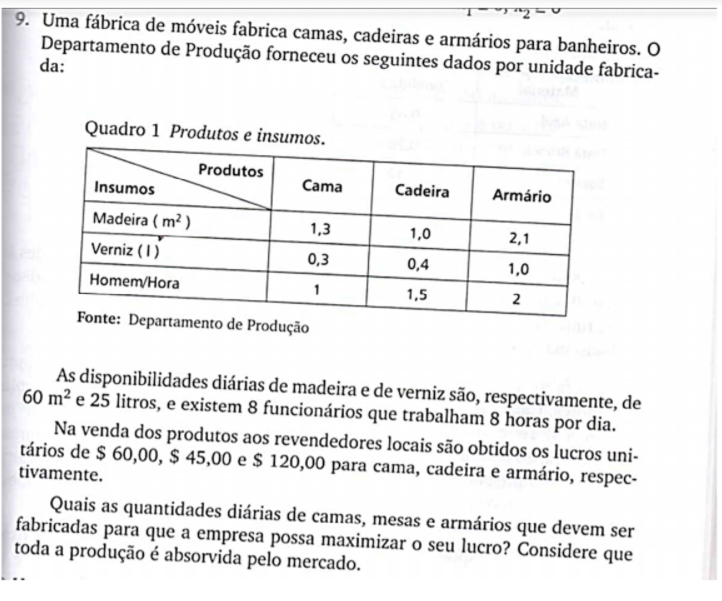 9. Uma fábrica de móveis fabrica camas, cadeiras e armários para banheiros. O
Departamento de Produção forneceu os seguintes dados por unidade fabrica-
da:
Quadro 1 Produtos e insumos.
Produtos
Insumos
Cama
Cadeira
Armário
Madeira ( m² ) 1,3 1,0 2,1
Verniz ( l ) 0,3 0,4 1,0
Homem/Hora 1 1,5 2
Fonte: Departamento de Produção
As disponibilidades diárias de madeira e de verniz são, respectivamente, de
60 m² e 25 litros, e existem 8 funcionários que trabalham 8 horas por dia.
Na venda dos produtos aos revendedores locais são obtidos os lucros uni-
tários de $ 60,00, $ 45,00 e $ 120,00 para cama, cadeira e armário, respec-
tivamente.
Quais as quantidades diárias de camas, mesas e armários que devem ser
fabricadas para que a empresa possa maximizar o seu lucro? Considere que
toda a produção é absorvida pelo mercado.